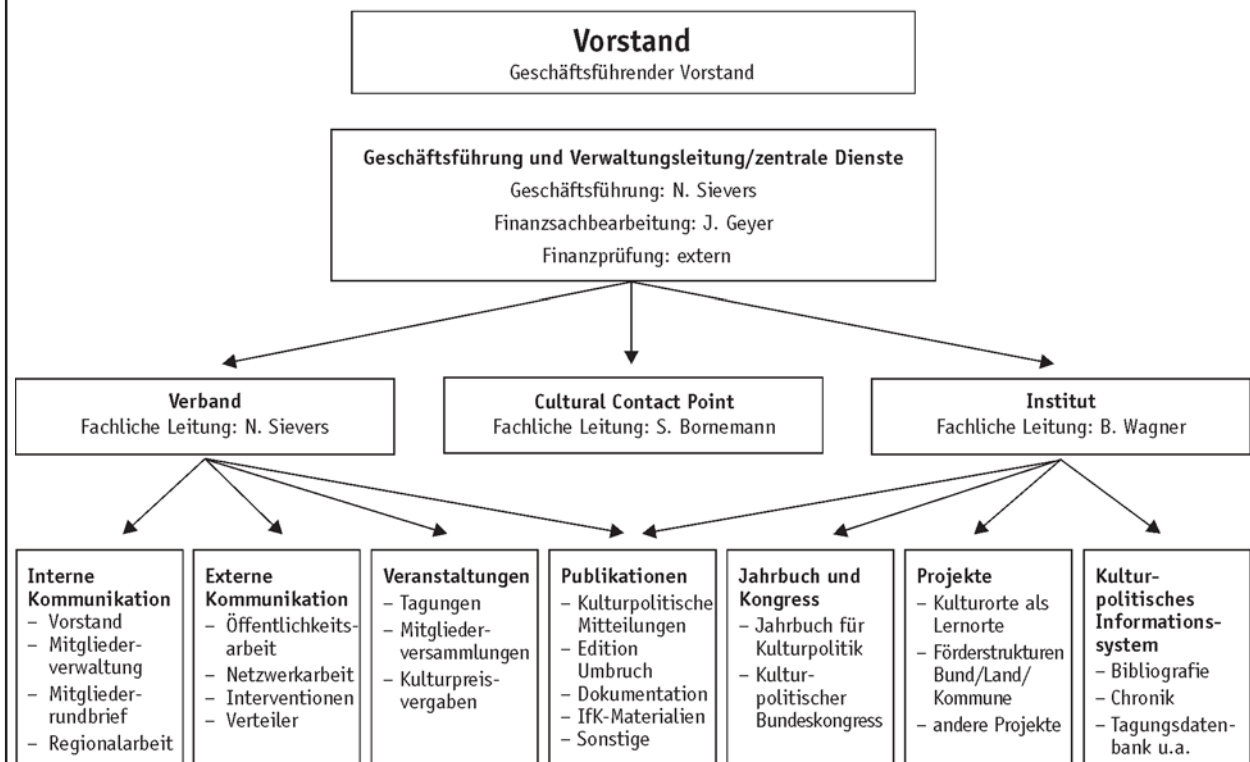 Vorstand
Geschäftsführender Vorstand
Geschäftsführung und Verwaltungsleitung/zentrale Dienste
Geschäftsführung: N. Sievers
Finanzsachbearbeitung: J. Geyer
Finanzprüfung: extern
Verband
Fachliche Leitung: N. Sievers
Cultural Contact Point
Fachliche Leitung: S. Bornemann
Institut
Fachliche Leitung: B. Wagner
Interne
Kommunikation
– Vorstand
– Mitglieder-
verwaltung
– Mitglieder-
rundbrief
– Regionalarbeit
Externe
Kommunikation
– Öffentlichkeits-
arbeit
– Netzwerkarbeit
– Interventionen
– Verteiler
Veranstaltungen
– Tagungen
– Mitglieder-
versammlungen
– Kulturpreis-
vergaben
Publikationen
– Kulturpolitische
Mitteilungen
– Edition
Umbruch
– Dokumentation
– IfK-Materialien
– Sonstige
Jahrbuch und
Kongress
– Jahrbuch für
Kulturpolitik
– Kultur-
politischer
Bundeskongress
Projekte
– Kulturorte als
Lernorte
– Förderstrukturen
Bund/Land/
Kommune
– andere Projekte
Kultur-
politisches
Informations-
system
– Bibliografie
– Chronik
– Tagungsdaten-
bank u.a.